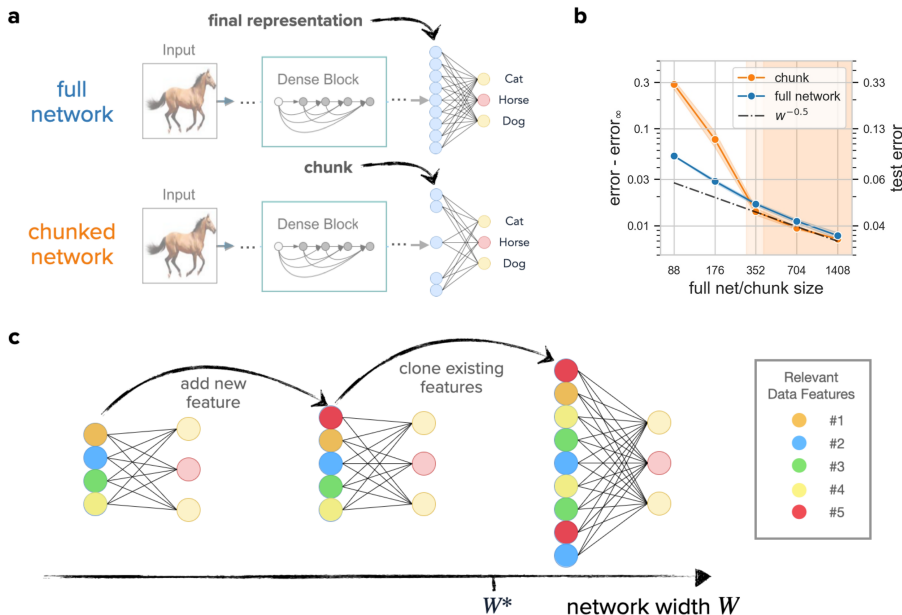 a
final representation
Input
full
network
Dense Block
Cat
Horse
Dog
chunk
Input
chunked
network
Dense Block
Cat
Horse
Dog
b
chunk
full network
w^{-0.5}
error - error_∞
0.3
0.1
0.03
0.01
test error
0.33
0.13
0.06
0.04
88 176 352 704 1408
full net/chunk size
c
add new
feature
clone existing
features
Relevant
Data Features
#1
#2
#3
#4
#5
W*
network width W